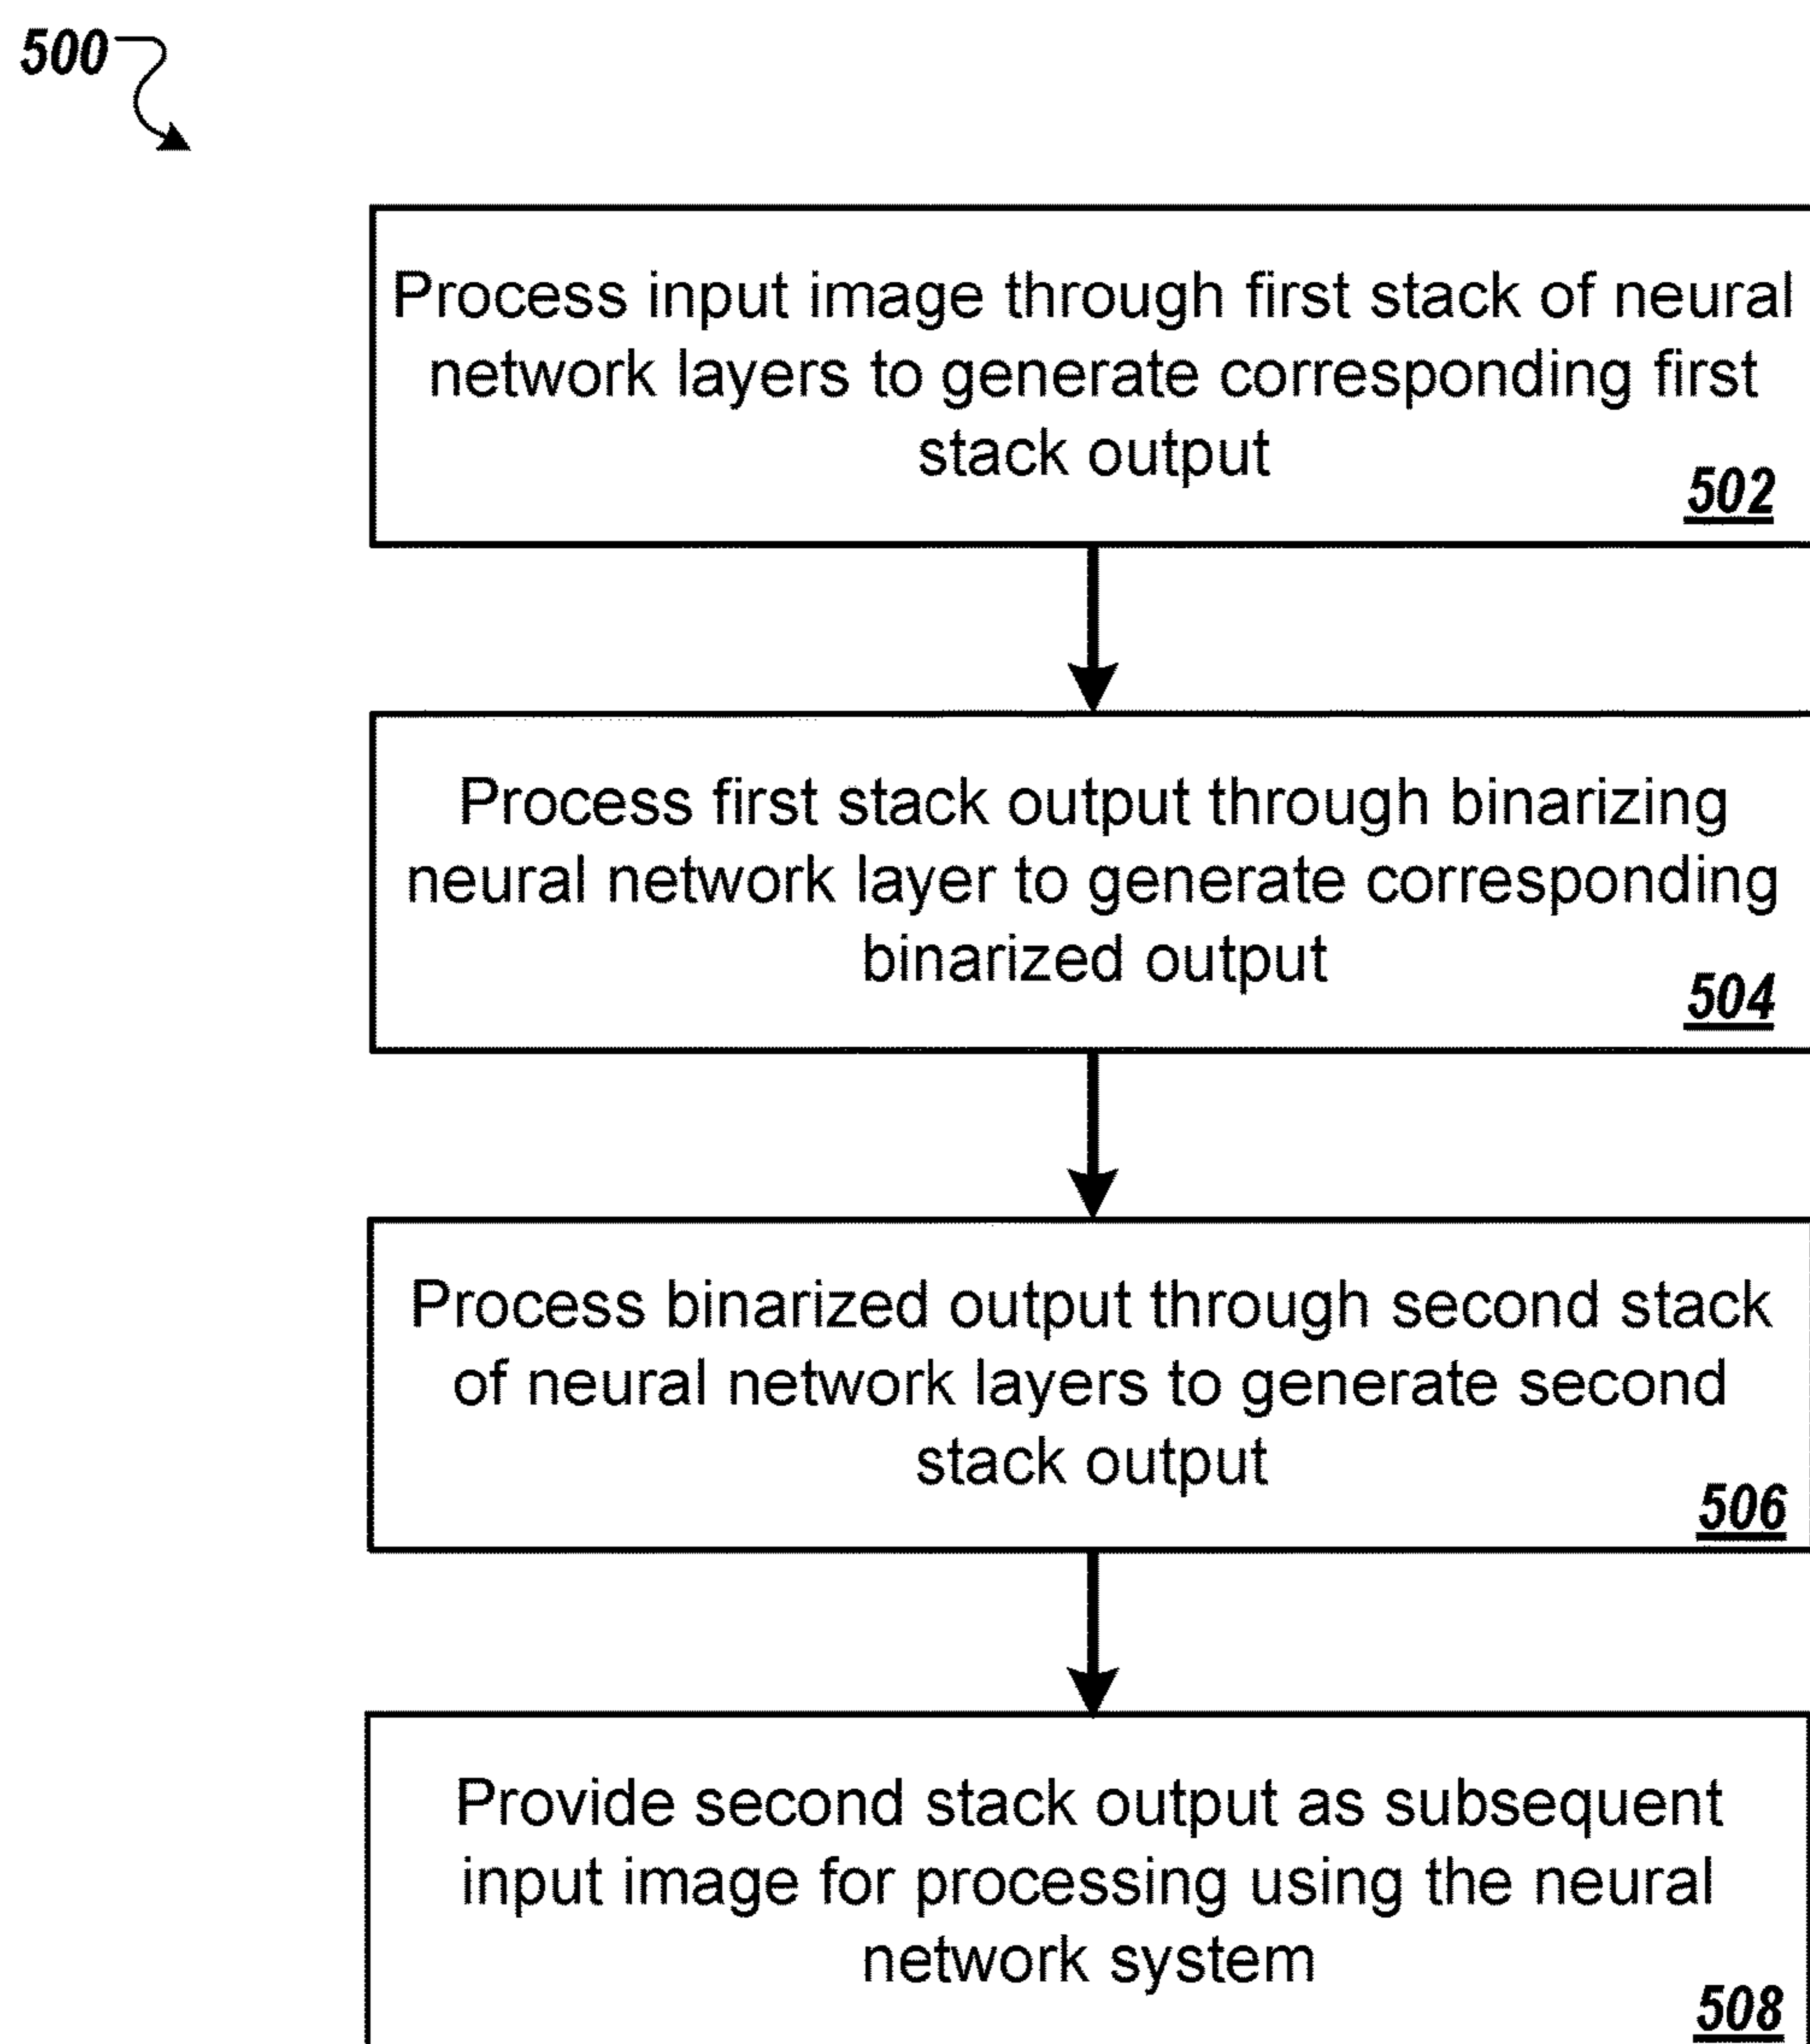 500
Process input image through first stack of neural
network layers to generate corresponding first
stack output
502
Process first stack output through binarizing
neural network layer to generate corresponding
binarized output
504
Process binarized output through second stack
of neural network layers to generate second
stack output
506
Provide second stack output as subsequent
input image for processing using the neural
network system
508